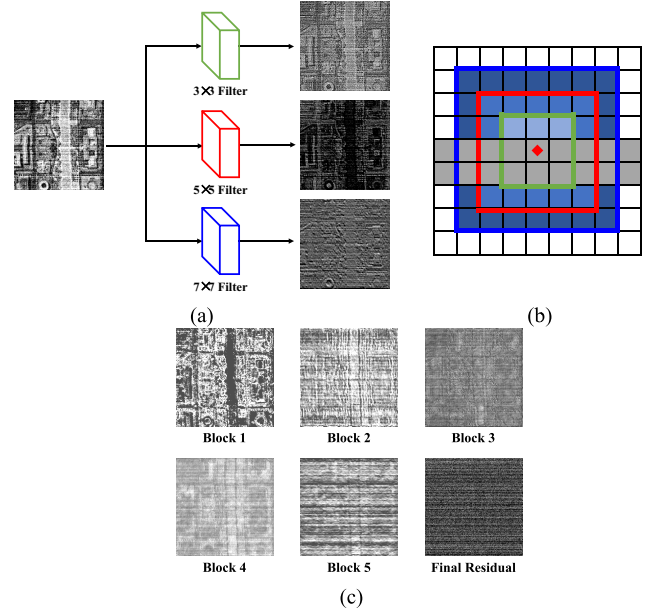 3×3 Filter
5×5 Filter
7×7 Filter
(a)
(b)
Block 1
Block 2
Block 3
Block 4
Block 5
Final Residual
(c)